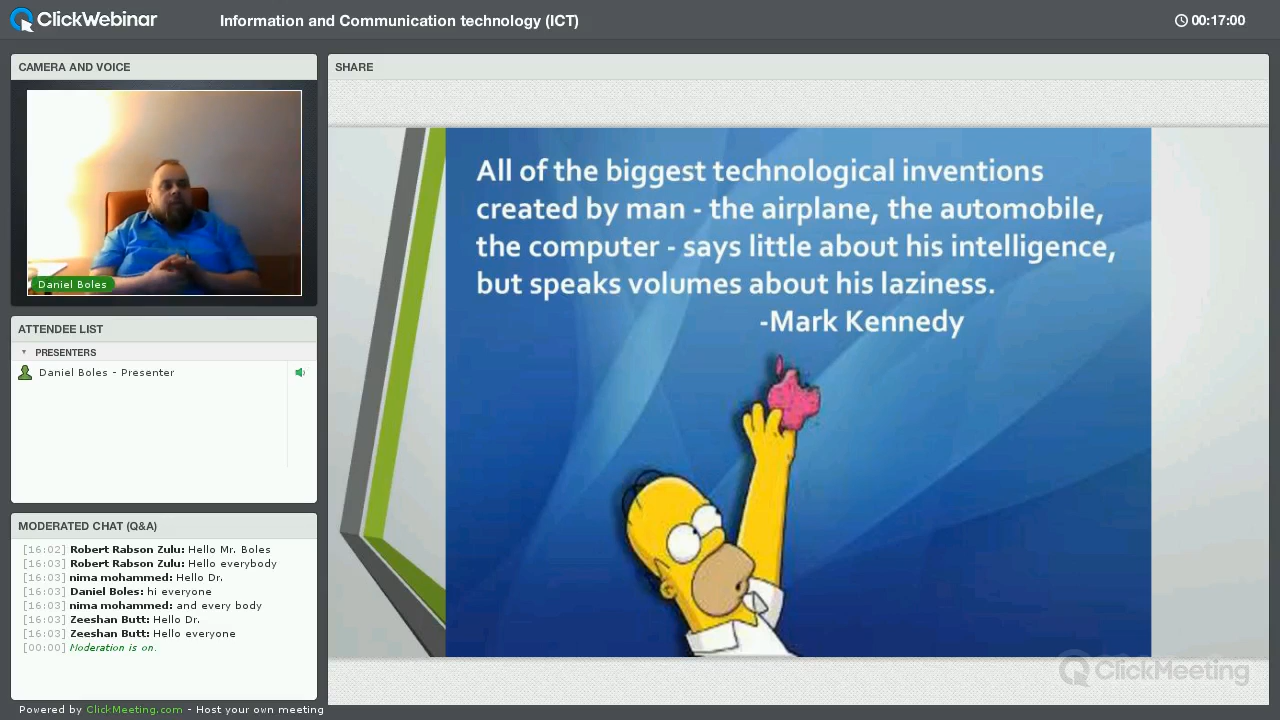 ClickWebinar
Information and Communication technology (ICT)
00:17:00
CAMERA AND VOICE
Daniel Boles
ATTENDEE LIST
PRESENTERS
Daniel Boles - Presenter
MODERATED CHAT (Q&A)
[16:02] Robert Rabson Zulu: Hello Mr. Boles
[16:03] Robert Rabson Zulu: Hello everybody
[16:03] nima mohammed: Hello Dr.
[16:03] Daniel Boles: hi everyone
[16:03] nima mohammed: and every body
[16:03] Zeeshan Butt: Hello Dr.
[16:03] Zeeshan Butt: Hello everyone
[00:00] Moderation is on.
Powered by ClickMeeting.com - Host your own meeting
SHARE
All of the biggest technological inventions
created by man - the airplane, the automobile,
the computer - says little about his intelligence,
but speaks volumes about his laziness.
-Mark Kennedy
ClickMeeting